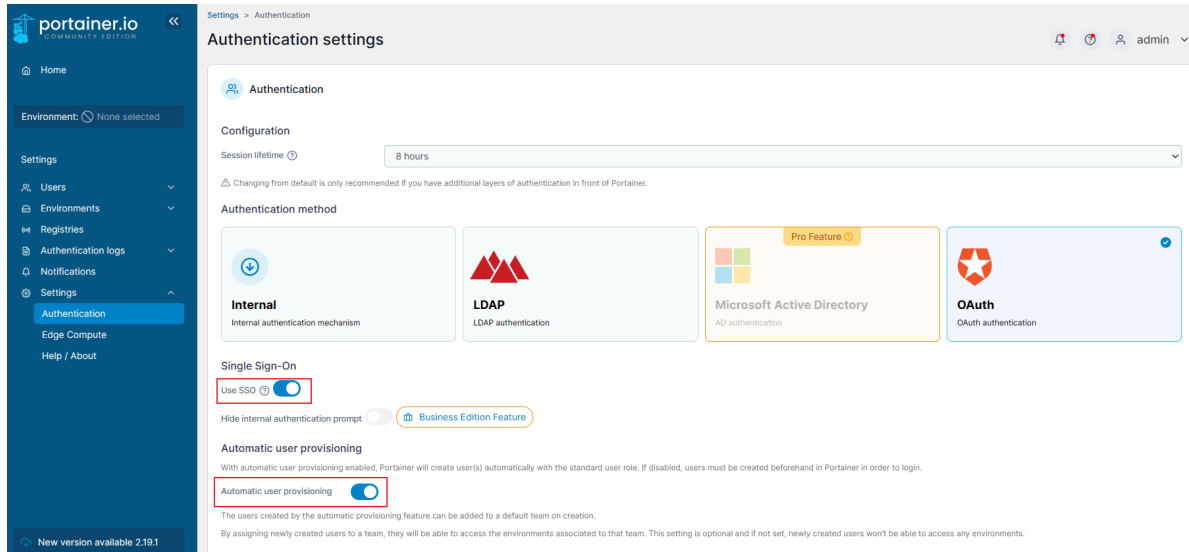 portainer.io
COMMUNITY EDITION
Home
Environment: None selected
Settings
Users
Environments
Registries
Authentication logs
Notifications
Settings
Authentication
Edge Compute
Help / About
New version available 2.19.1
Settings > Authentication
Authentication settings
admin
Authentication
Configuration
Session lifetime
8 hours
Changing from default is only recommended if you have additional layers of authentication in front of Portainer.
Authentication method
Internal
Internal authentication mechanism
LDAP
LDAP authentication
Pro Feature
Microsoft Active Directory
AD authentication
OAuth
OAuth authentication
Single Sign-On
Use SSO
Hide internal authentication prompt
Business Edition Feature
Automatic user provisioning
With automatic user provisioning enabled, Portainer will create user(s) automatically with the standard user role. If disabled, users must be created beforehand in Portainer in order to login.
Automatic user provisioning
The users created by the automatic provisioning feature can be added to a default team on creation.
By assigning newly created users to a team, they will be able to access the environments associated to that team. This setting is optional and if not set, newly created users won't be able to access any environments.